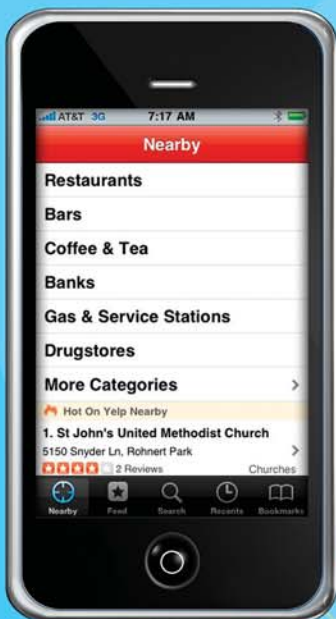 AT&T 3G 7:17 AM
Nearby
Restaurants
Bars
Coffee & Tea
Banks
Gas & Service Stations
Drugstores
More Categories
Hot On Yelp Nearby
1. St John's United Methodist Church
5150 Snyder Ln, Rohnert Park
2 Reviews Churches
Nearby Feed Search Recents Bookmarks